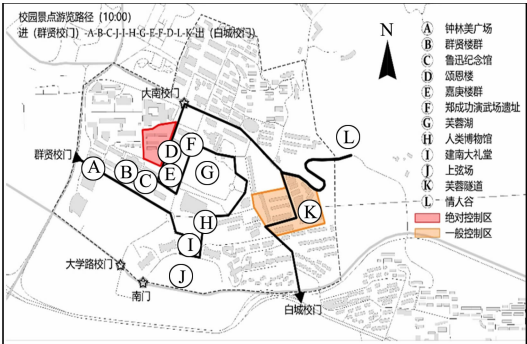 校园景点游览路径（10:00）
进（群贤校门）-A-B-C-J-I-H-G-E-F-D-L-K-出（白城校门）
N
A 钟林美广场
B 群贤楼群
C 鲁迅纪念馆
D 颂恩楼
E 嘉庚楼群
F 郑成功演武场遗址
G 芙蓉湖
H 人类博物馆
I 建南大礼堂
J 上弦场
K 芙蓉隧道
L 情人谷
绝对控制区
一般控制区
大南校门
群贤校门
A
B
C
D
E
F
G
H
I
J
K
L
大学路校门
南门
白城校门